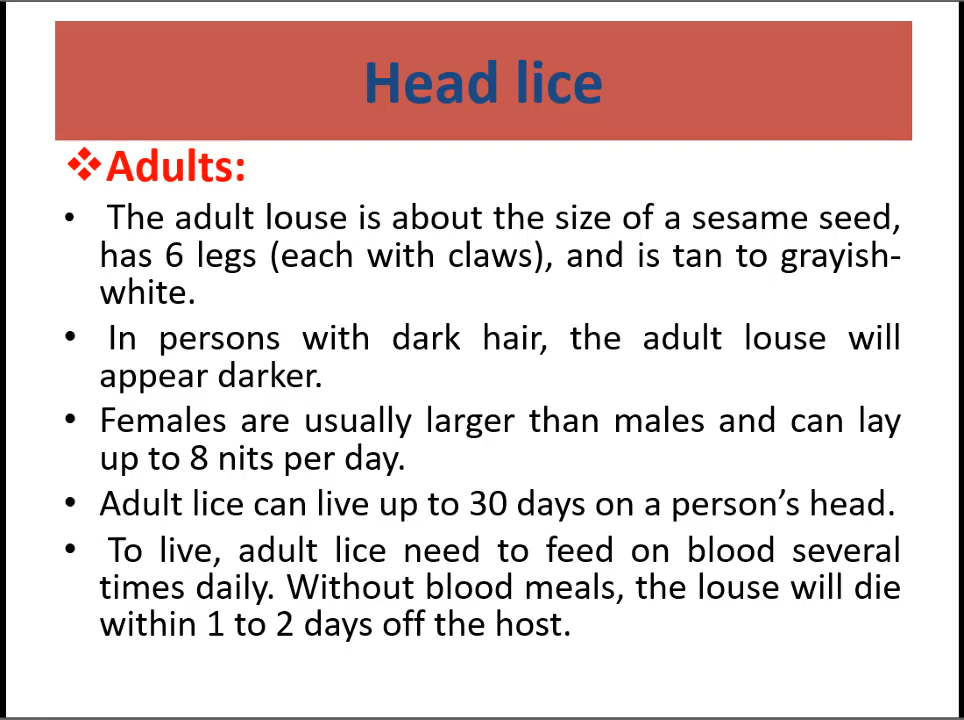 Head lice
❖Adults:
• The adult louse is about the size of a sesame seed,
has 6 legs (each with claws), and is tan to grayish-
white.
• In persons with dark hair, the adult louse will
appear darker.
• Females are usually larger than males and can lay
up to 8 nits per day.
• Adult lice can live up to 30 days on a person’s head.
• To live, adult lice need to feed on blood several
times daily. Without blood meals, the louse will die
within 1 to 2 days off the host.